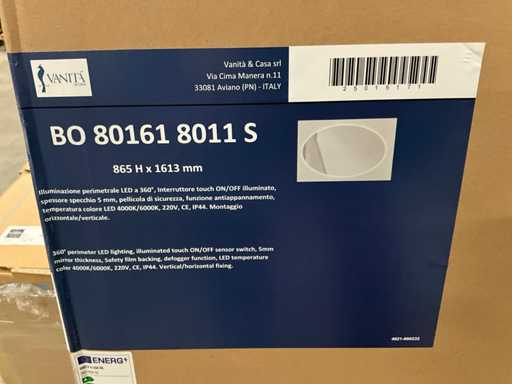 VANITÀ
Vanità & Casa srl
Via Cima Manera n.11
33081 Aviano (PN) - ITALY
25015171
BO 80161 8011 S
865 H x 1613 mm
Illuminazione perimetrale LED a 360°, Interruttore touch ON/OFF illuminato,
spessore specchio 5 mm, pellicola di sicurezza, funzione antiappannamento,
temperatura colore LED 4000K/6000K, 220V, CE, IP44. Montaggio
orizzontale/verticale.
360° perimeter LED lighting, illuminated touch ON/OFF sensor switch, 5mm
mirror thickness, Safety film backing, defogger function, LED temperature
color 4000K/6000K, 220V, CE, IP44. Vertical/horizontal fixing.
ENERG